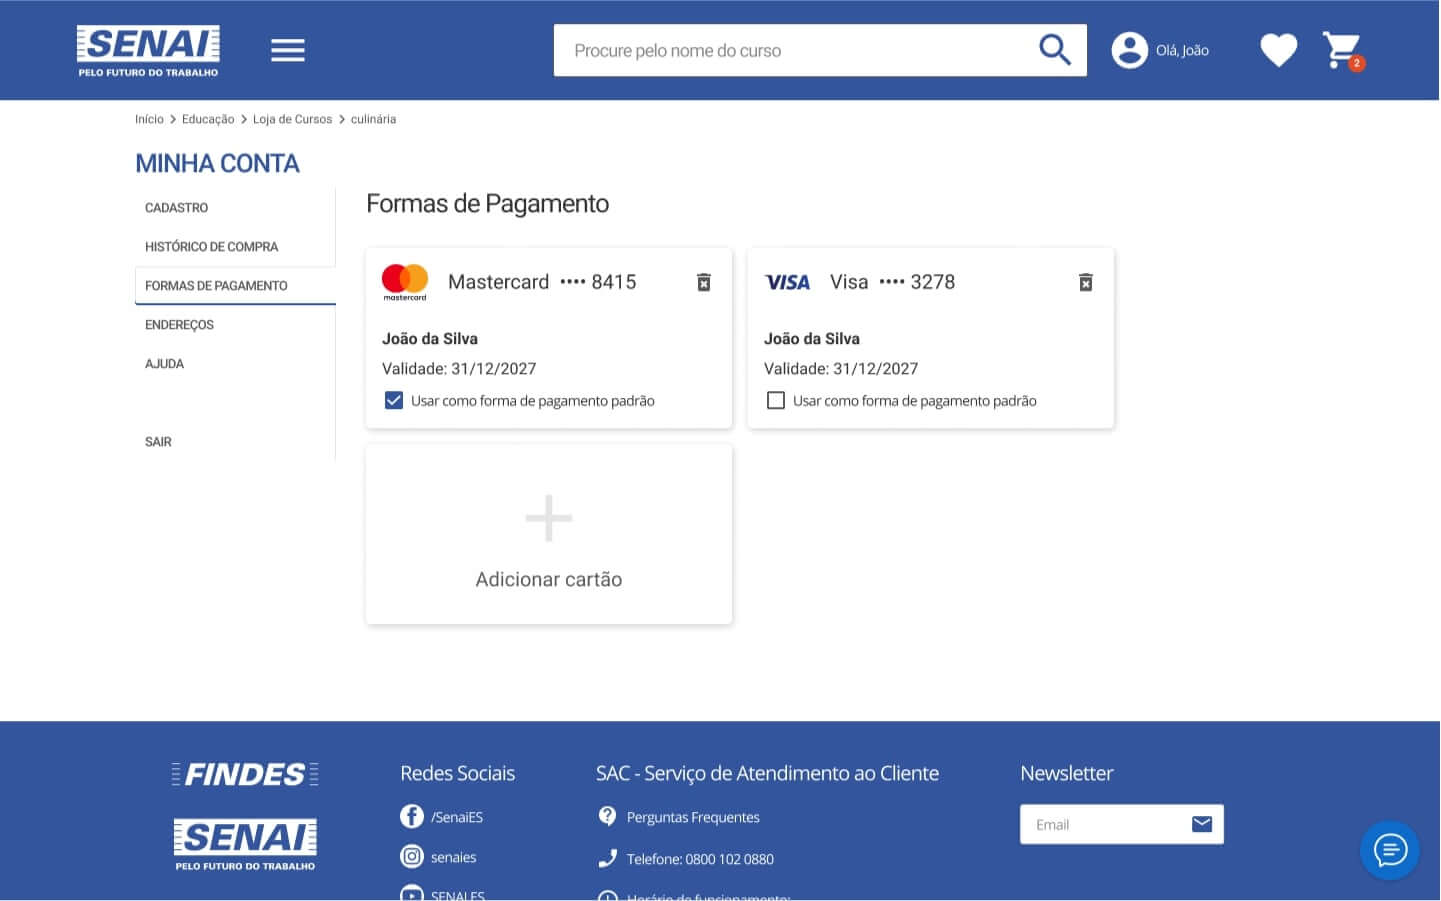 SENAI
PELO FUTURO DO TRABALHO
Procure pelo nome do curso
Olá, João
2
Início > Educação > Loja de Cursos > culinária
MINHA CONTA
CADASTRO
HISTÓRICO DE COMPRA
FORMAS DE PAGAMENTO
ENDEREÇOS
AJUDA
SAIR
Formas de Pagamento
mastercard
Mastercard •••• 8415
João da Silva
Validade: 31/12/2027
Usar como forma de pagamento padrão
VISA
Visa •••• 3278
João da Silva
Validade: 31/12/2027
Usar como forma de pagamento padrão
Adicionar cartão
FINDES
SENAI
PELO FUTURO DO TRABALHO
Redes Sociais
/SenaiES
senaies
SENAI ES
SAC - Serviço de Atendimento ao Cliente
Perguntas Frequentes
Telefone: 0800 102 0880
Horário de funcionamento:
Newsletter
Email